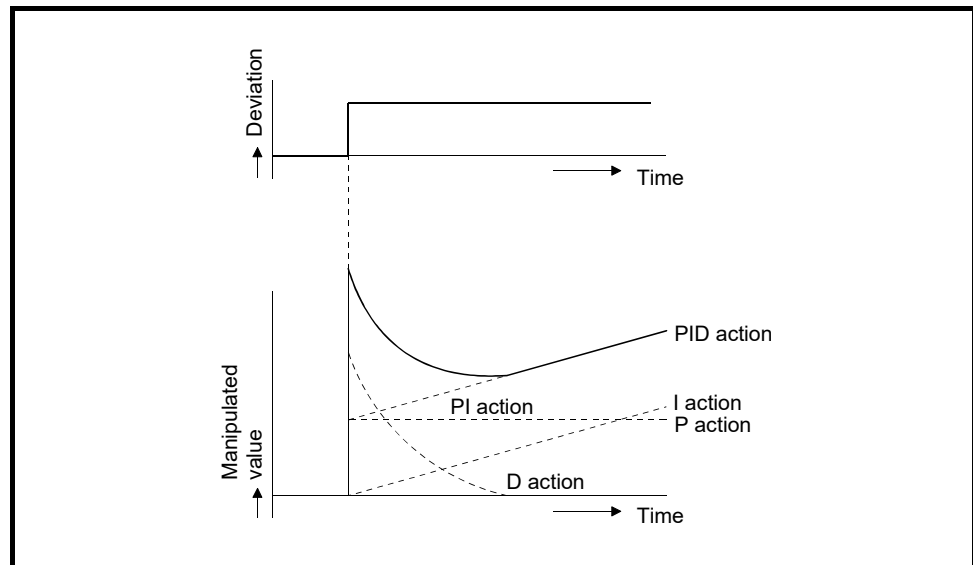 Deviation
Time
PID action
PI action
I action
P action
Manipulated
value
D action
Time